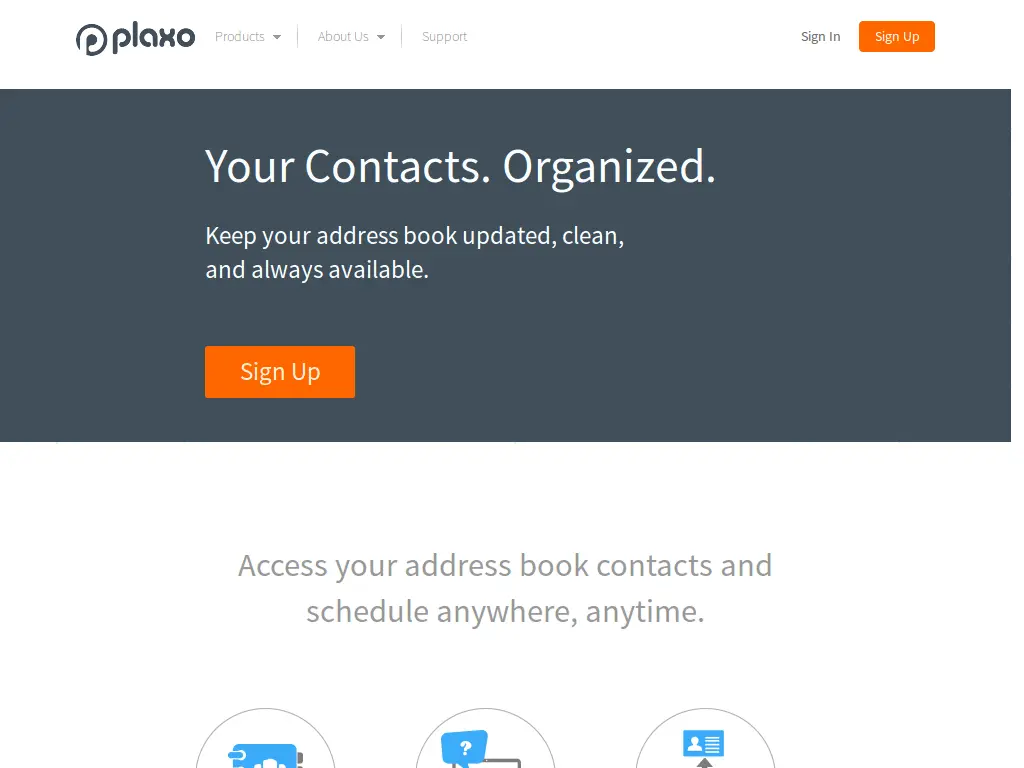 plaxo Products About Us Support Sign In Sign Up
Your Contacts. Organized.
Keep your address book updated, clean,
and always available.
Sign Up
Access your address book contacts and
schedule anywhere, anytime.
?